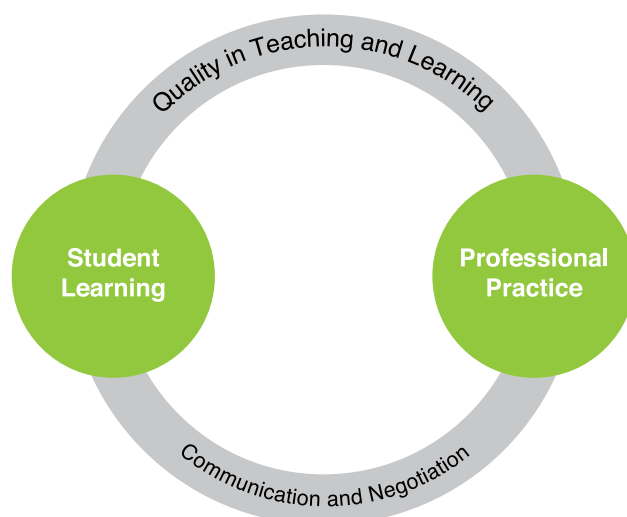 Quality in Teaching and Learning
Student
Learning
Professional
Practice
Communication and Negotiation